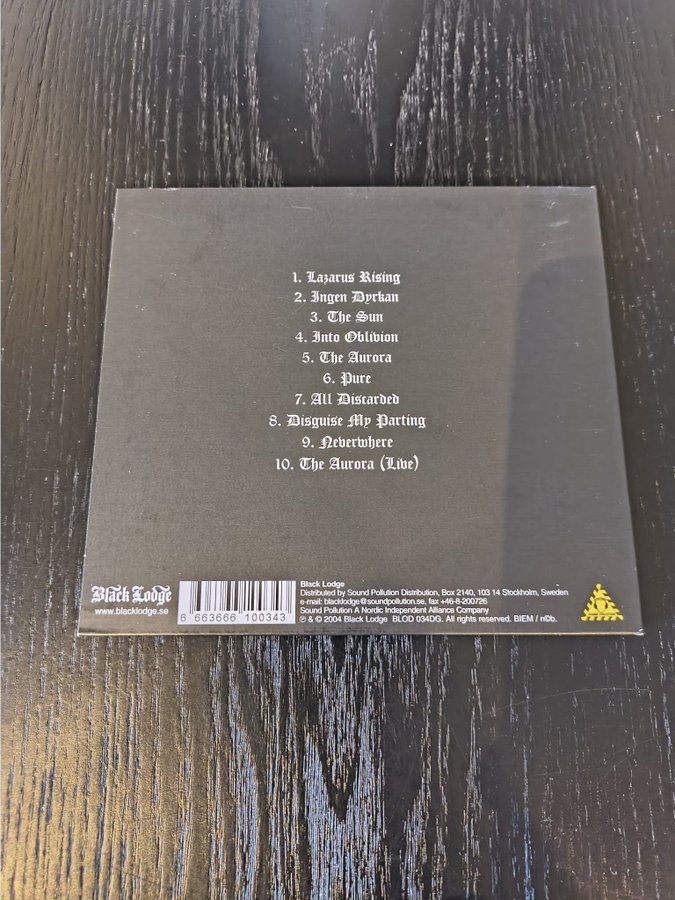 1. Lazarus Rising
2. Ingen Dyrkan
3. The Sun
4. Into Oblivion
5. The Aurora
6. Pure
7. All Discarded
8. Disguise My Parting
9. Neverwhere
10. The Aurora (Live)
Black Lodge
www.blacklodge.se
6 663666 100343
Black Lodge
Distributed by Sound Pollution Distribution, Box 2140, 103 14 Stockholm, Sweden
e-mail: blacklodge@soundpollution.se, fax +46-8-200726
Sound Pollution A Nordic Independent Alliance Company
℗ & © 2004 Black Lodge BLOD 034DG. All rights reserved. BIEM / n©b.